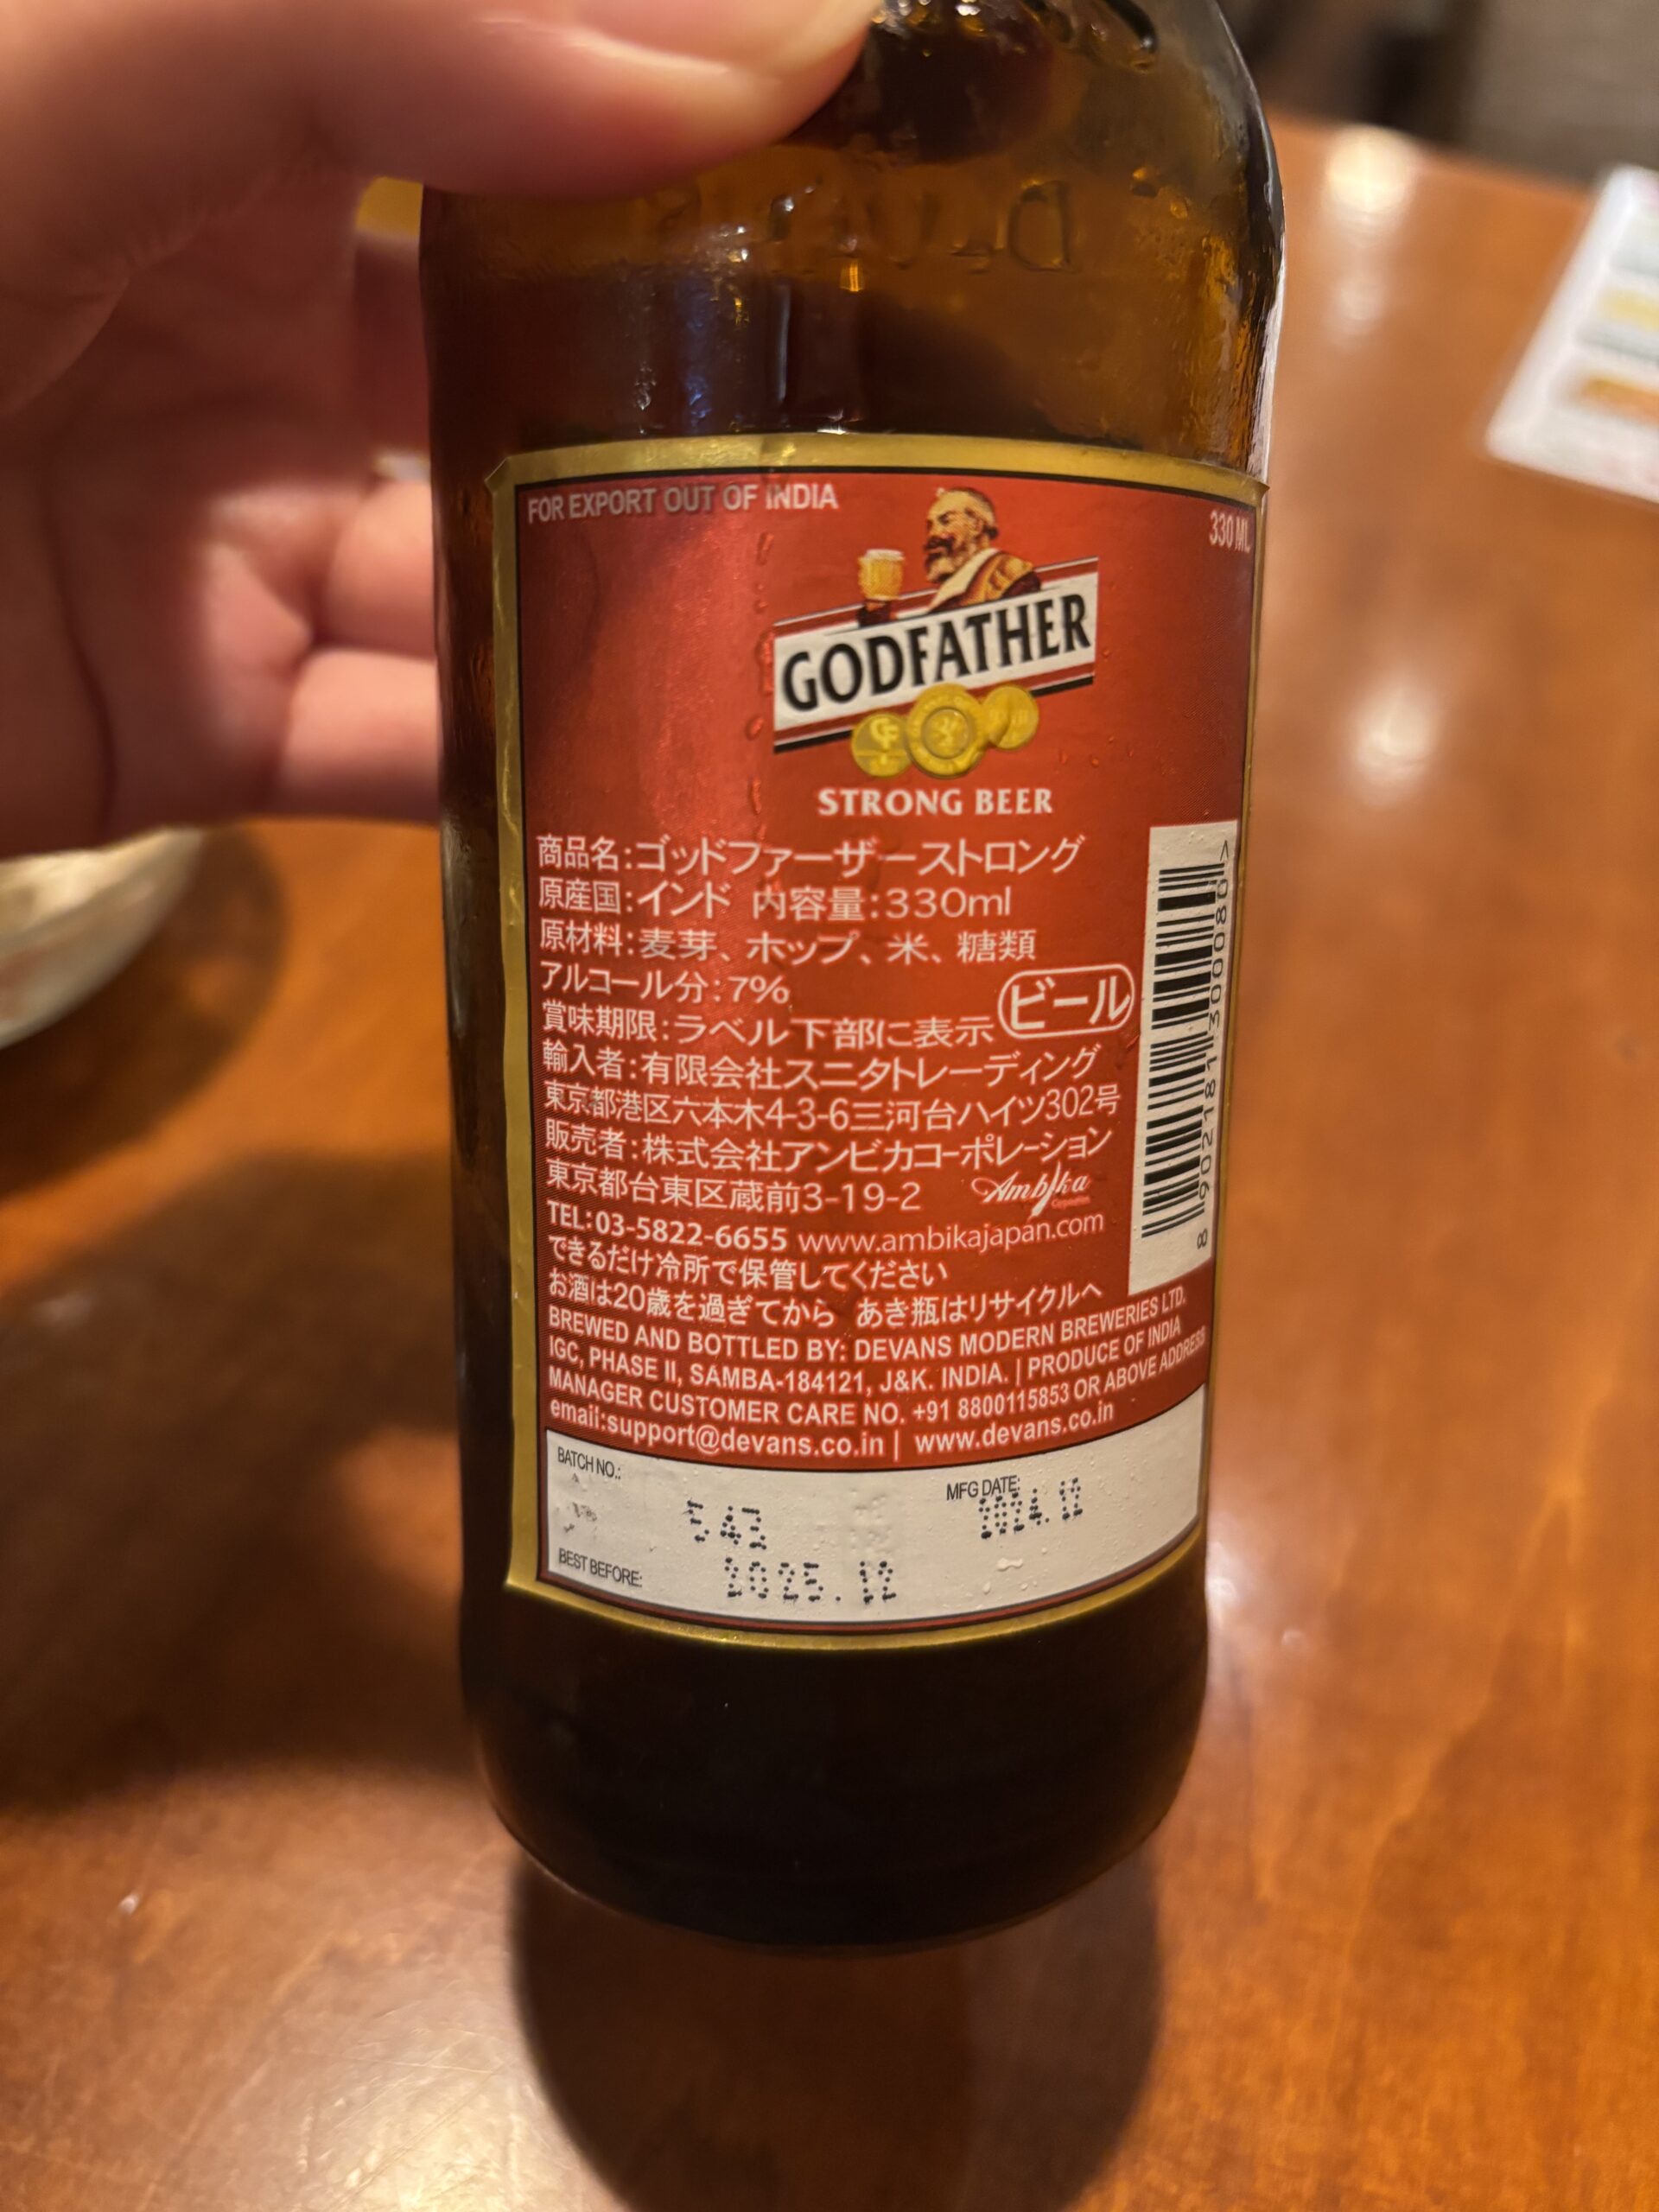 FOR EXPORT OUT OF INDIA
330 ML
GODFATHER
STRONG BEER
商品名:ゴッドファーザーストロング
原産国:インド 内容量:330ml
原材料:麦芽、ホップ、米、糖類
アルコール分:7%
ビール
賞味期限:ラベル下部に表示
輸入者:有限会社スニタトレーディング
東京都港区六本木4-3-6三河台ハイツ302号
販売者:株式会社アンビカコーポレーション
東京都台東区蔵前3-19-2 Ambika
TEL:03-5822-6655 www.ambikajapan.com
できるだけ冷所で保管してください
お酒は20歳を過ぎてから あき瓶はリサイクルへ
BREWED AND BOTTLED BY: DEVANS MODERN BREWERIES LTD.
IGC, PHASE II, SAMBA-184121, J&K. INDIA. | PRODUCE OF INDIA
MANAGER CUSTOMER CARE NO. +91 8800115853 OR ABOVE ADDRESS
email:support@devans.co.in | www.devans.co.in
BATCH NO.: 542
MFG DATE: 2024.12
BEST BEFORE: 2025.12